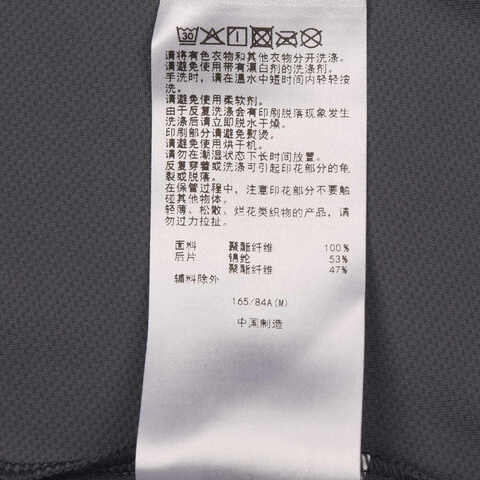 30
请将有色衣物和其他衣物分开洗涤。
请避免使用带有漂白剂的洗涤剂。
手洗时,请在温水中短时间内轻轻按
洗。
请避免使用柔软剂。
由于反复洗涤会有印刷脱落现象发生
洗涤后请立即脱水干燥。
印刷部分请避免熨烫。
请避免使用烘干机。
请勿在潮湿状态下长时间放置。
反复穿着或洗涤可引起印花部分的龟
裂或脱落。
在保管过程中,注意印花部分不要触
碰其他物体。
轻薄、松散、烂花类织物的产品,请
勿过力拉扯。
面料 聚酯纤维 100%
后片 锦纶 53%
聚酯纤维 47%
辅料除外
165/84A(M)
中国制造